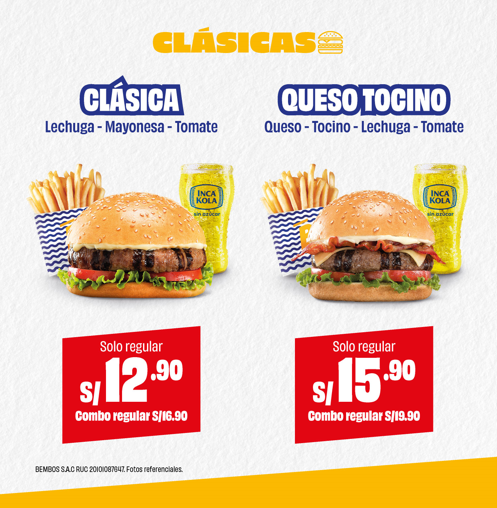 CLÁSICAS
CLÁSICA
Lechuga - Mayonesa - Tomate
QUESO TOCINO
Queso - Tocino - Lechuga - Tomate
INCA
KOLA
sin azúcar
INCA
KOLA
sin azúcar
Solo regular
S/12.90
Combo regular S/16.90
Solo regular
S/15.90
Combo regular S/19.90
BEMBOS S.A.C RUC 20101087647. Fotos referenciales.